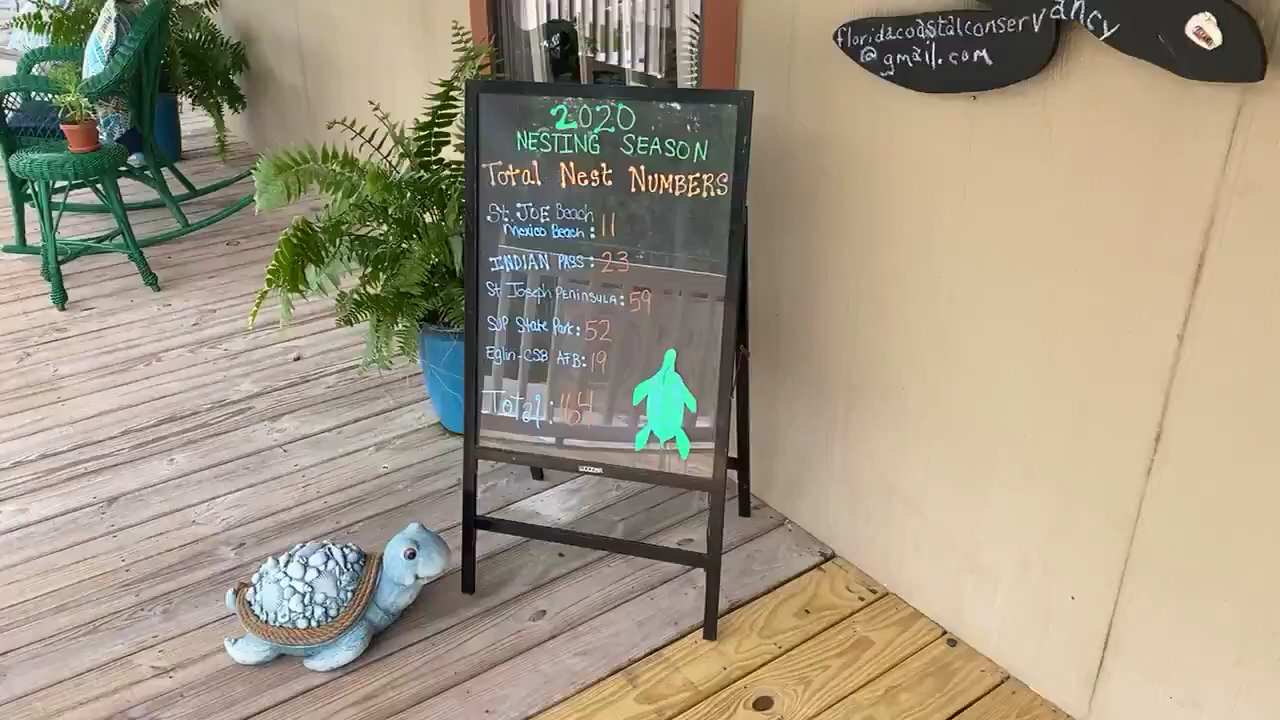 2020
NESTING SEASON
Total Nest NUMBERS
St. JOE Beach
Mexico Beach: 11
INDIAN PASS: 23
St Joseph PENINSULA: 59
SJP State Park: 52
Eglin-CSB AFB: 19
Total: 164
floridacoastalconservancy
@gmail.com